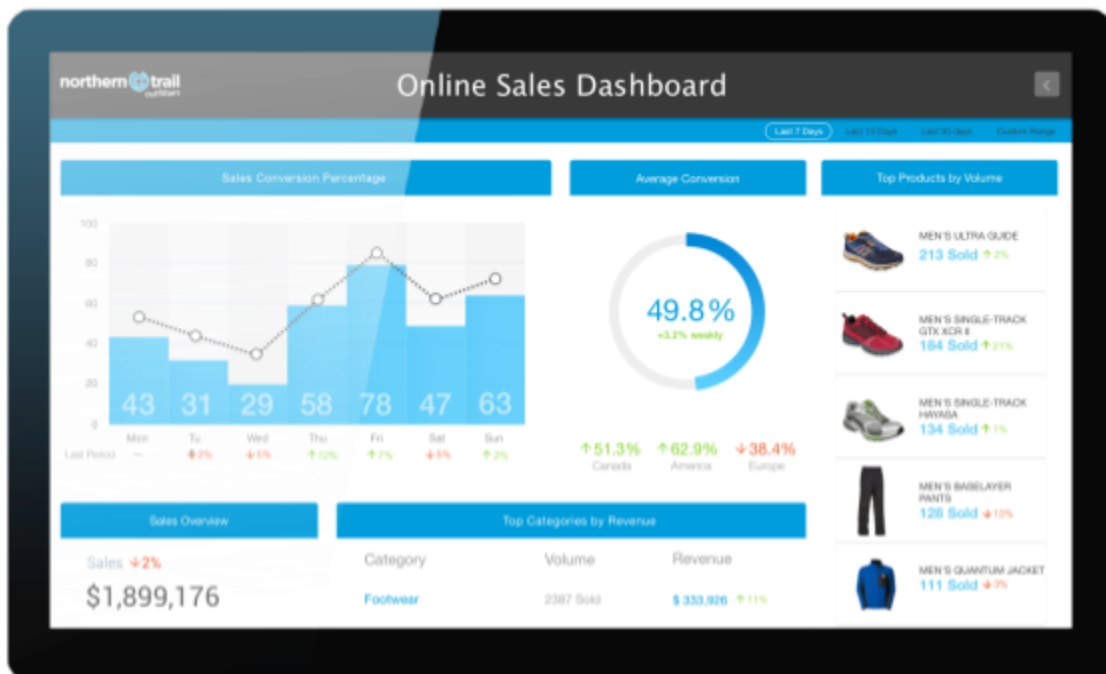 northern trail
outfitters
Online Sales Dashboard
Last 7 Days
Last 14 Days
Last 30 days
Custom Range
Sales Conversion Percentage
100
80
60
40
20
0
43 31 29 58 78 47 63
Mon Tu Wed Thu Fri Sat Sun
Last Period — 2% ↓5% ↑12% ↑7% ↓8% ↑2%
Average Conversion
49.8%
+3.2% weekly
↑51.3% ↑62.9% ↓38.4%
Canada America Europe
Top Products by Volume
MEN'S ULTRA GUIDE
213 Sold ↑2%
MEN'S SINGLE-TRACK
GTX XCR II
184 Sold ↑21%
MEN'S SINGLE-TRACK
HAYASA
134 Sold ↑1%
MEN'S BASELAYER
PANTS
128 Sold ↓10%
MEN'S QUANTUM JACKET
111 Sold ↓3%
Sales Overview
Sales ↓2%
$1,899,176
Top Categories by Revenue
Category Volume Revenue
Footwear 2387 Sold $ 333,926 ↑11%